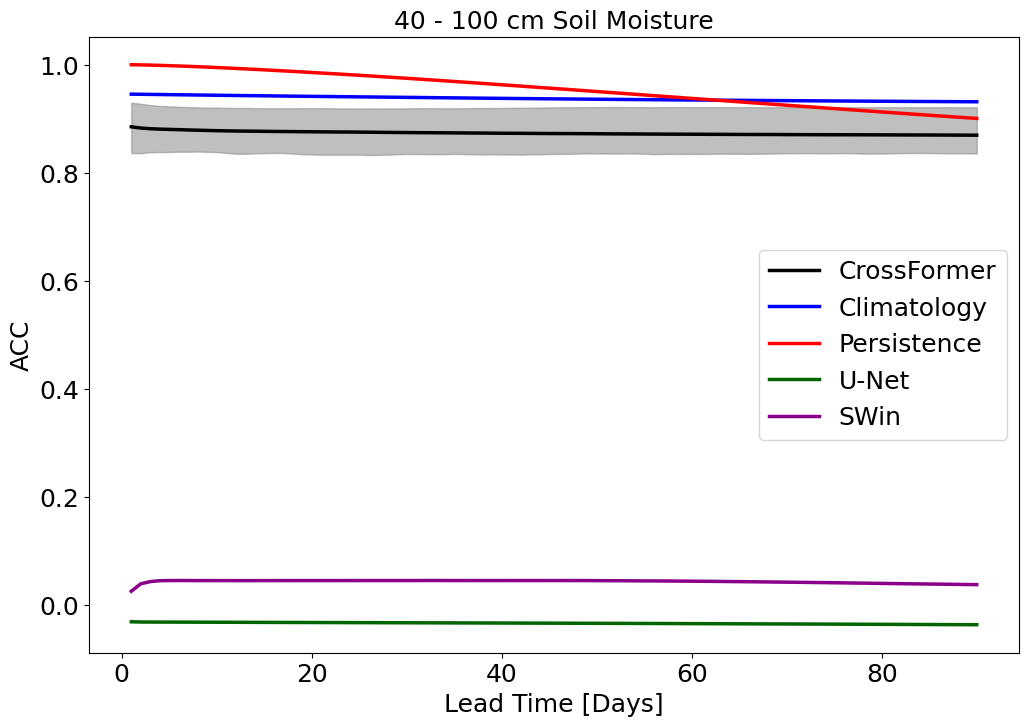 40 - 100 cm Soil Moisture
ACC
1.0
0.8
0.6
0.4
0.2
0.0
CrossFormer
Climatology
Persistence
U-Net
SWin
0 20 40 60 80
Lead Time [Days]